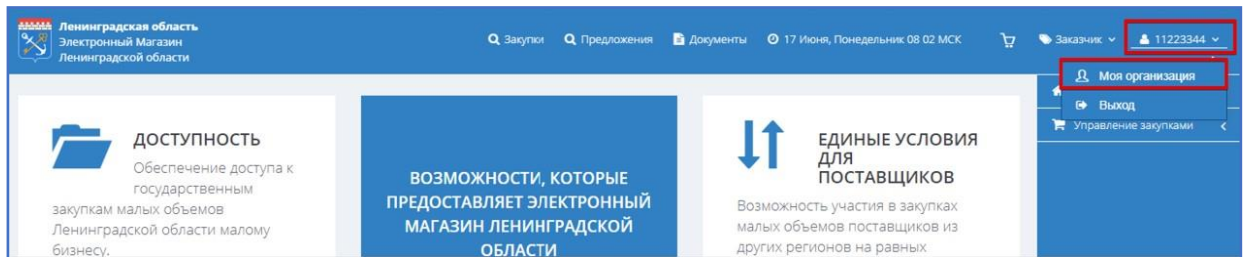 Ленинградская область
Электронный Магазин
Ленинградской области
Закупки Предложения Документы 17 Июня, Понедельник 08 02 МСК Заказчик 11223344
Моя организация
Выход
Управление закупками
ДОСТУПНОСТЬ
Обеспечение доступа к
государственным
закупкам малых объемов
Ленинградской области малому
бизнесу.
ВОЗМОЖНОСТИ, КОТОРЫЕ
ПРЕДОСТАВЛЯЕТ ЭЛЕКТРОННЫЙ
МАГАЗИН ЛЕНИНГРАДСКОЙ
ОБЛАСТИ
ЕДИНЫЕ УСЛОВИЯ
ДЛЯ
ПОСТАВЩИКОВ
Возможность участия в закупках
малых объемов поставщиков из
других регионов на равных